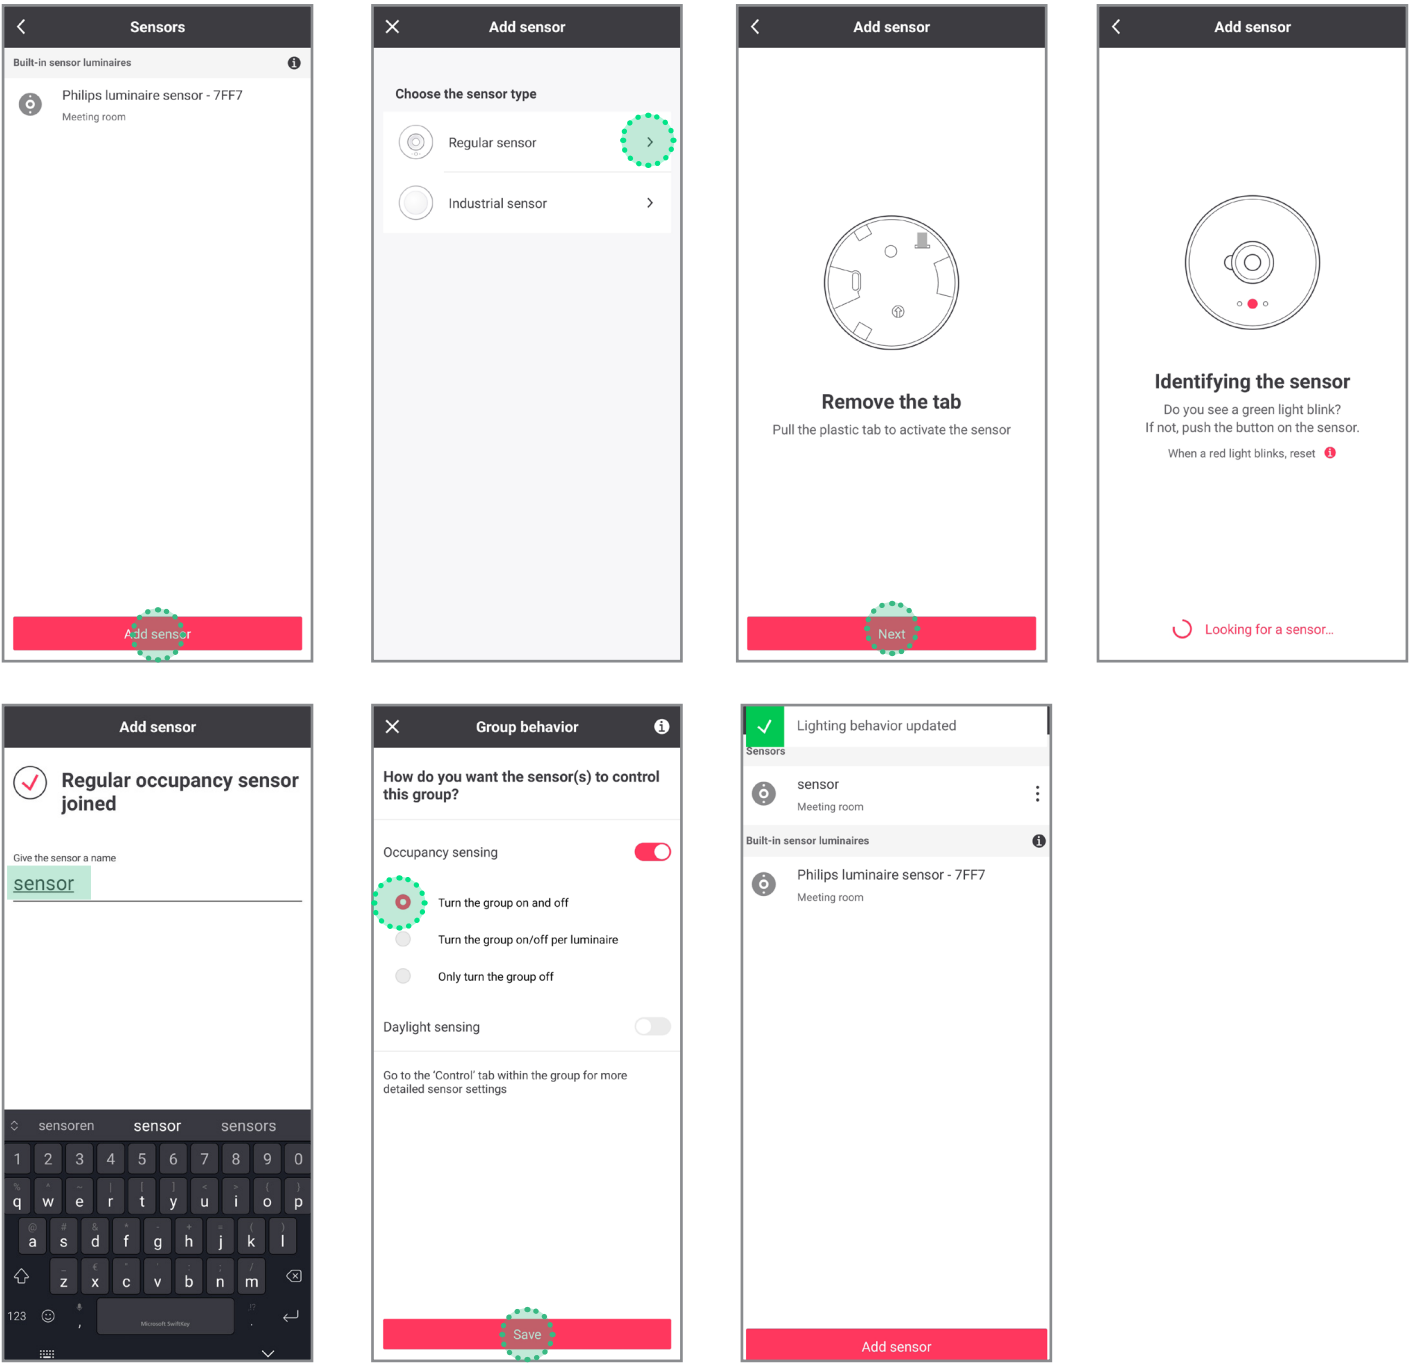 Sensors
Built-in sensor luminaires
Philips luminaire sensor - 7FF7
Meeting room
Add sensor
Add sensor
Choose the sensor type
Regular sensor
Industrial sensor
Add sensor
Remove the tab
Pull the plastic tab to activate the sensor
Next
Add sensor
Identifying the sensor
Do you see a green light blink?
If not, push the button on the sensor.
When a red light blinks, reset
Looking for a sensor...
Add sensor
Regular occupancy sensor
joined
Give the sensor a name
sensor
sensoren sensor sensors
1 2 3 4 5 6 7 8 9 0
q w e r t y u i o p
a s d f g h j k l
z x c v b n m
123 , Microsoft SwiftKey .
Group behavior
How do you want the sensor(s) to control
this group?
Occupancy sensing
Turn the group on and off
Turn the group on/off per luminaire
Only turn the group off
Daylight sensing
Go to the 'Control' tab within the group for more
detailed sensor settings
Save
Lighting behavior updated
Sensors
sensor
Meeting room
Built-in sensor luminaires
Philips luminaire sensor - 7FF7
Meeting room
Add sensor